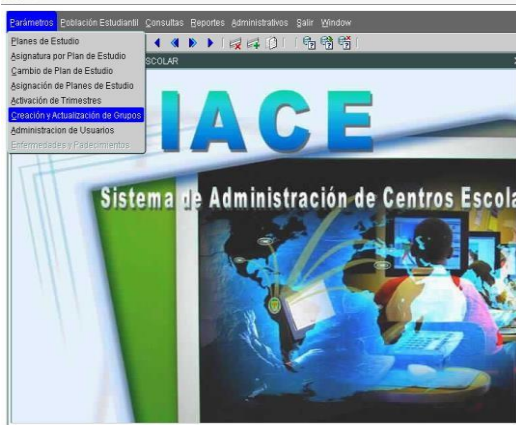 Parámetros Población Estudiantil Consultas Reportes Administrativos Salir Window
Planes de Estudio
SCOLAR
Asignatura por Plan de Estudio
Cambio de Plan de Estudio
Asignación de Planes de Estudio
Activación de Trimestres
Creación y Actualización de Grupos
Administracion de Usuarios
Enfermedades y Padecimientos
IACE
Sistema de Administración de Centros Escola